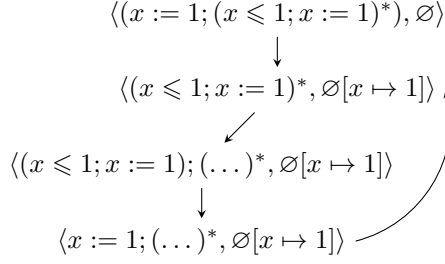 ⟨(x := 1; (x ⩽ 1; x := 1)*), ∅⟩
⟨(x ⩽ 1; x := 1)*, ∅[x ↦ 1]⟩
⟨(x ⩽ 1; x := 1); (. . . )*, ∅[x ↦ 1]⟩
⟨x := 1; (. . . )*, ∅[x ↦ 1]⟩